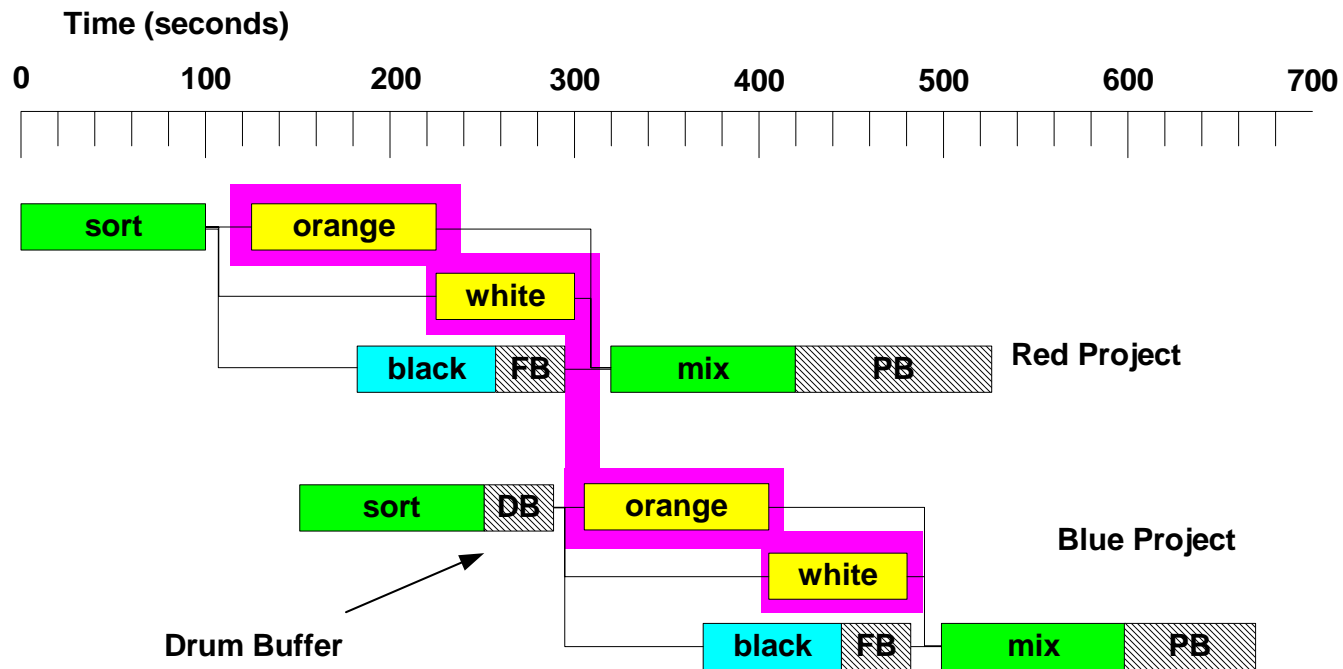 Time (seconds)
0 100 200 300 400 500 600 700
sort orange
white
black FB mix PB Red Project
sort DB orange
Blue Project
white
Drum Buffer black FB mix PB